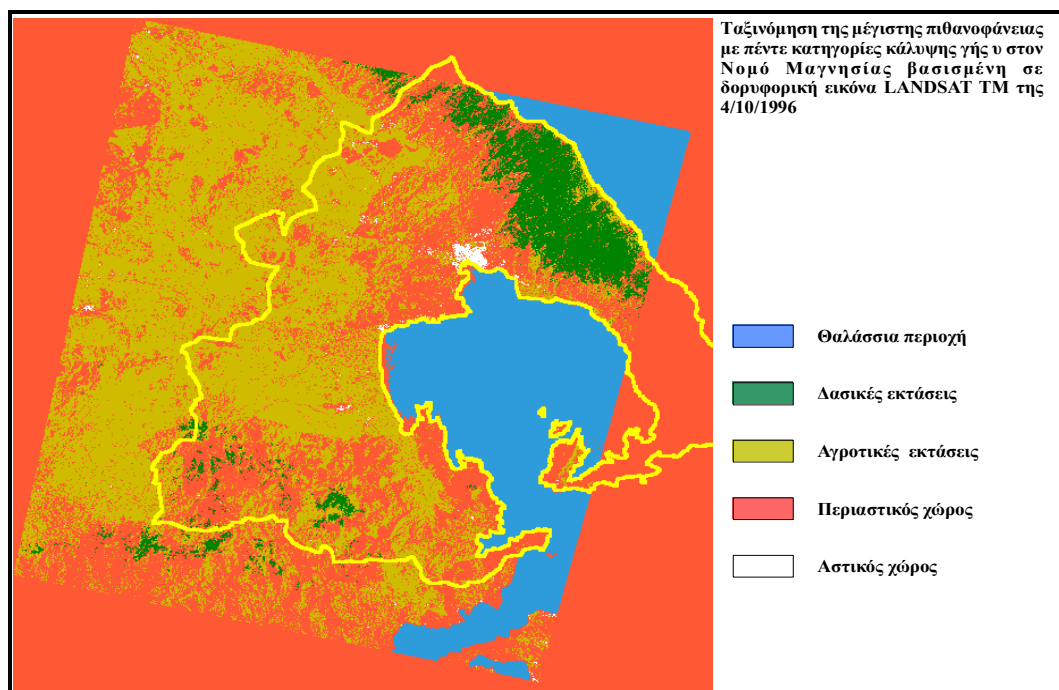 Ταξινόμηση της μέγιστης πιθανοφάνειας
με πέντε κατηγορίες κάλυψης γής υ στον
Νομό Μαγνησίας βασισμένη σε
δορυφορική εικόνα LANDSAT TM της
4/10/1996
Θαλάσσια περιοχή
Δασικές εκτάσεις
Αγροτικές εκτάσεις
Περιαστικός χώρος
Αστικός χώρος